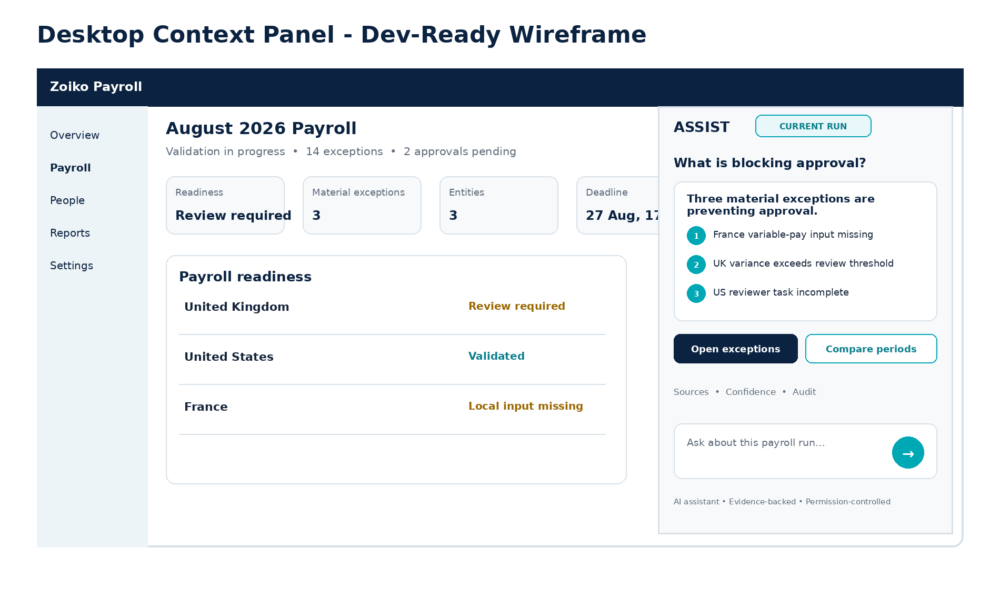 Desktop Context Panel - Dev-Ready Wireframe
Zoiko Payroll
Overview
Payroll
People
Reports
Settings
August 2026 Payroll
Validation in progress • 14 exceptions • 2 approvals pending
Readiness
Review required
Material exceptions
3
Entities
3
Deadline
27 Aug, 17
Payroll readiness
United Kingdom
Review required
United States
Validated
France
Local input missing
ASSIST
CURRENT RUN
What is blocking approval?
Three material exceptions are
preventing approval.
1 France variable-pay input missing
2 UK variance exceeds review threshold
3 US reviewer task incomplete
Open exceptions
Compare periods
Sources • Confidence • Audit
Ask about this payroll run...
→
AI assistant • Evidence-backed • Permission-controlled